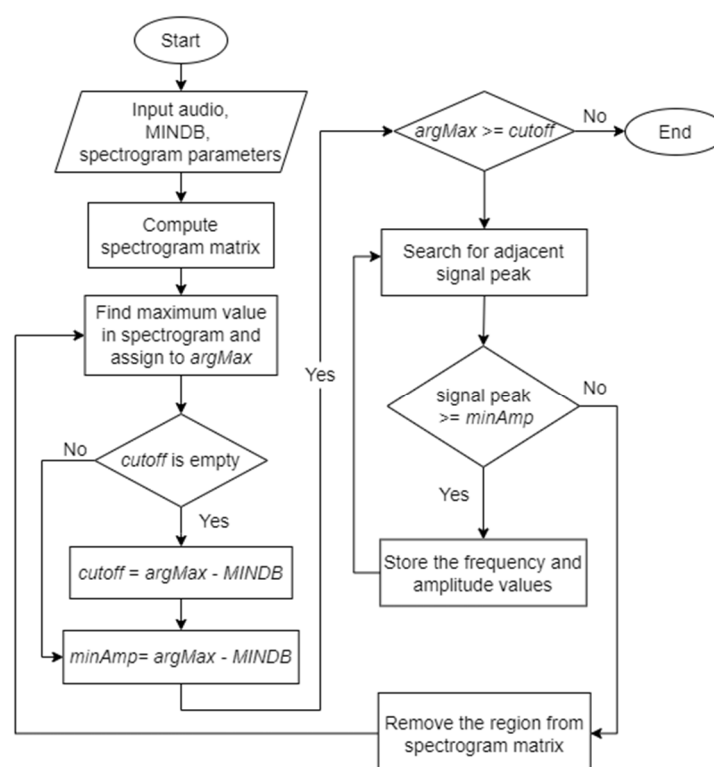 Start
Input audio,
MINDB,
spectrogram parameters
Compute
spectrogram matrix
Find maximum value
in spectrogram and
assign to argMax
No
cutoff is empty
Yes
cutoff = argMax - MINDB
minAmp= argMax - MINDB
Yes
argMax >= cutoff
No
End
Search for adjacent
signal peak
signal peak
>= minAmp
No
Yes
Store the frequency and
amplitude values
Remove the region from
spectrogram matrix